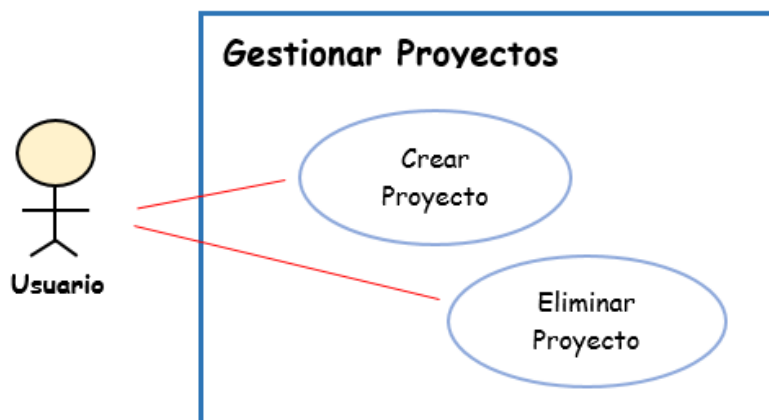 Gestionar Proyectos
Crear
Proyecto
Usuario
Eliminar
Proyecto